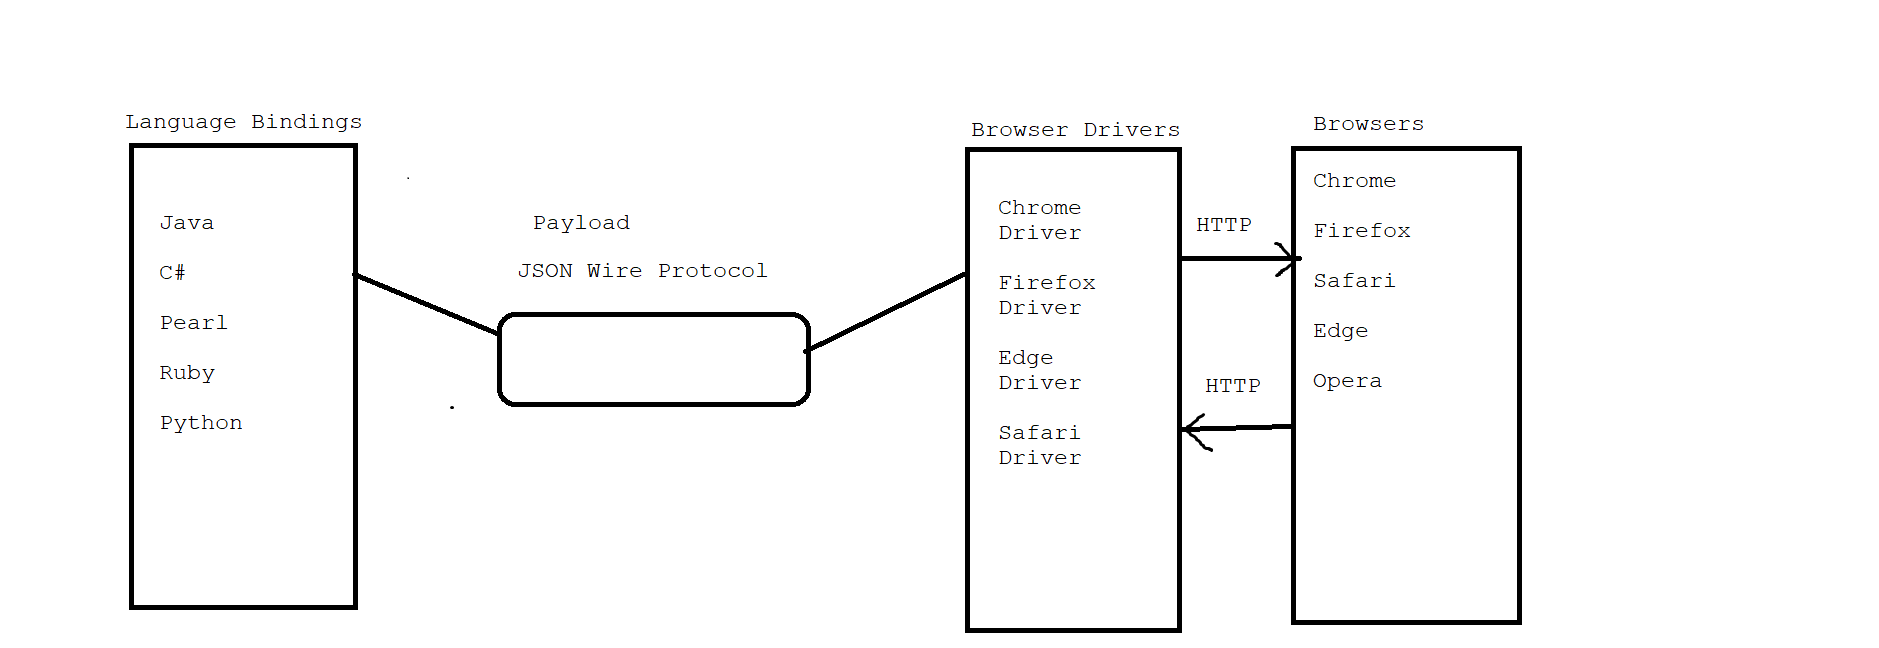 Language Bindings
Java
C#
Pearl
Ruby
Python
Payload
JSON Wire Protocol
Browser Drivers
Chrome
Driver
Firefox
Driver
Edge
Driver
Safari
Driver
HTTP
HTTP
Browsers
Chrome
Firefox
Safari
Edge
Opera